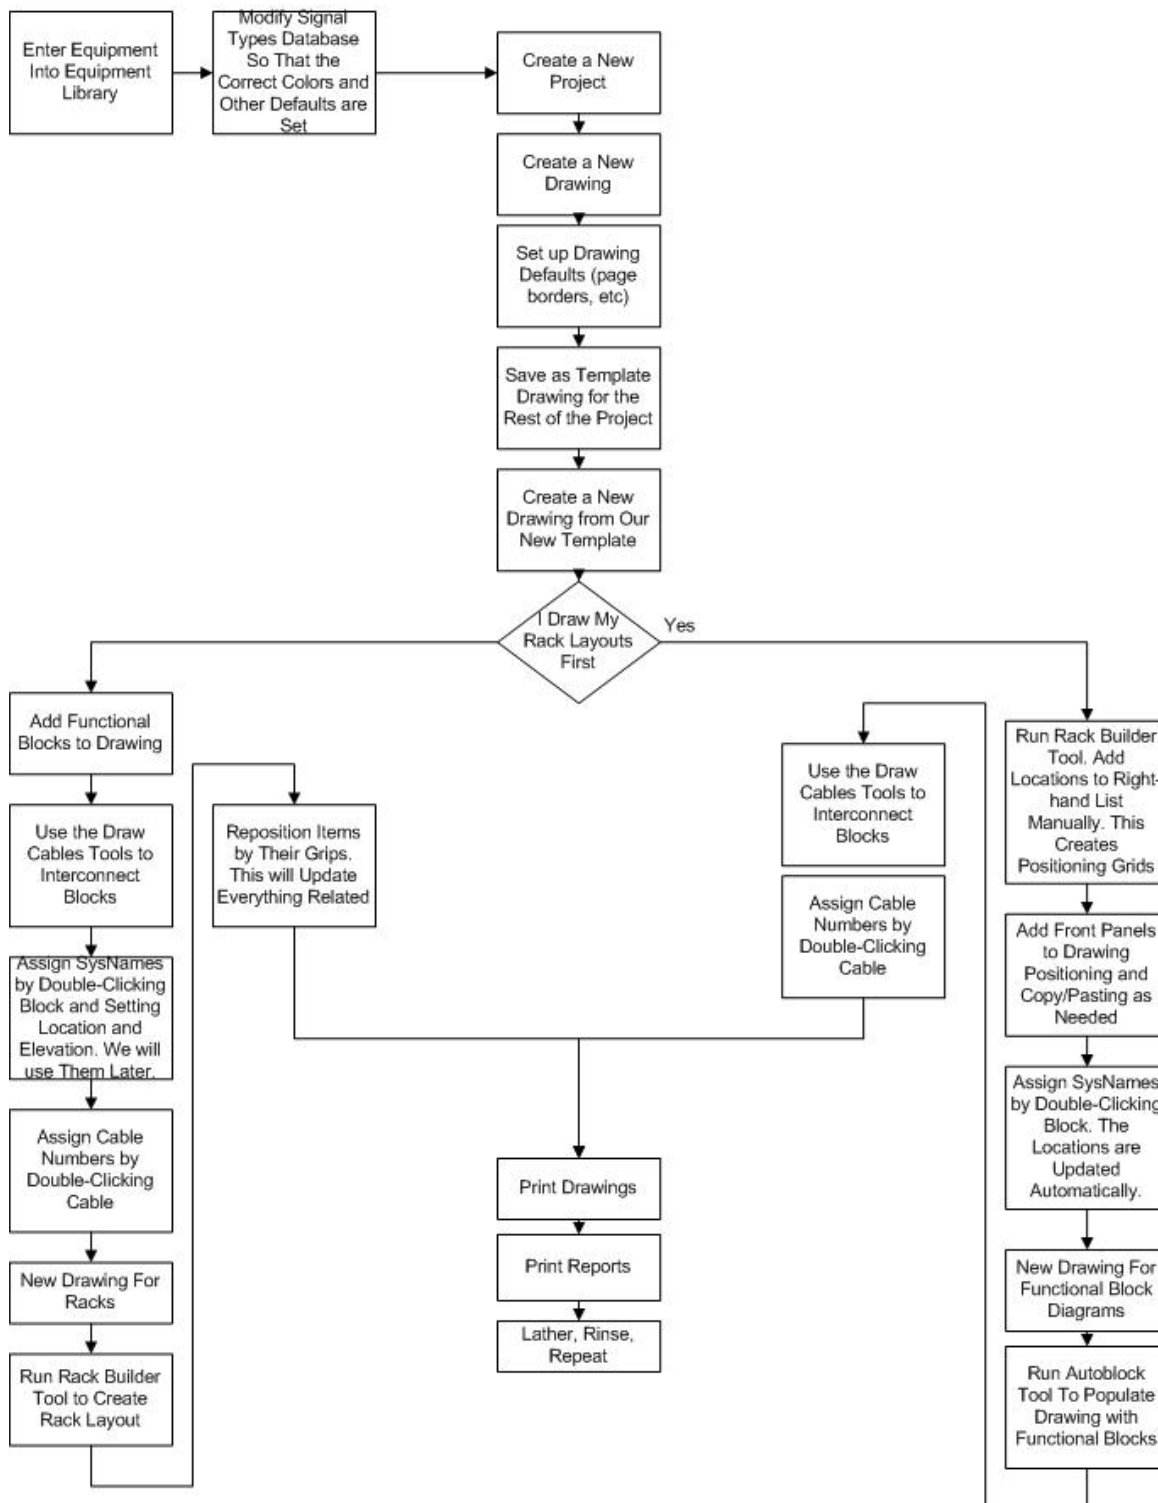 Enter Equipment
Into Equipment
Library
Modify Signal
Types Database
So That the
Correct Colors and
Other Defaults are
Set
Create a New
Project
Create a New
Drawing
Set up Drawing
Defaults (page
borders, etc)
Save as Template
Drawing for the
Rest of the Project
Create a New
Drawing from Our
New Template
I Draw My
Rack Layouts
First
Yes
Add Functional
Blocks to Drawing
Use the Draw
Cables Tools to
Interconnect
Blocks
Assign SysNames
by Double-Clicking
Block and Setting
Location and
Elevation. We will
use Them Later.
Assign Cable
Numbers by
Double-Clicking
Cable
New Drawing For
Racks
Run Rack Builder
Tool to Create
Rack Layout
Reposition Items
by Their Grips.
This will Update
Everything Related
Use the Draw
Cables Tools to
Interconnect
Blocks
Assign Cable
Numbers by
Double-Clicking
Cable
Run Rack Builder
Tool. Add
Locations to Right-
hand List
Manually. This
Creates
Positioning Grids
Add Front Panels
to Drawing
Positioning and
Copy/Pasting as
Needed
Assign SysNames
by Double-Clicking
Block. The
Locations are
Updated
Automatically.
New Drawing For
Functional Block
Diagrams
Run Autoblock
Tool To Populate
Drawing with
Functional Blocks
Print Drawings
Print Reports
Lather, Rinse,
Repeat